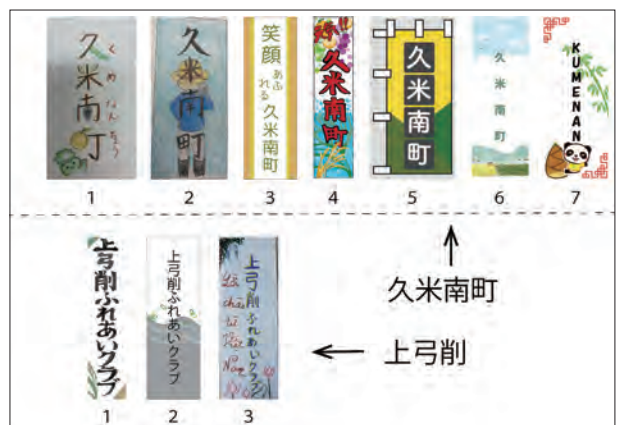 久米南町
くめなんちょう
久米南町
笑顔あふれる久米南町
久米南町
久米南町
久米南町
KUMENAN
1
2
3
4
5
6
7
久米南町
上弓削ふれあいクラブ
上弓削ふれあいクラブ
上弓削ふれあいクラブ
上弓削
1
2
3